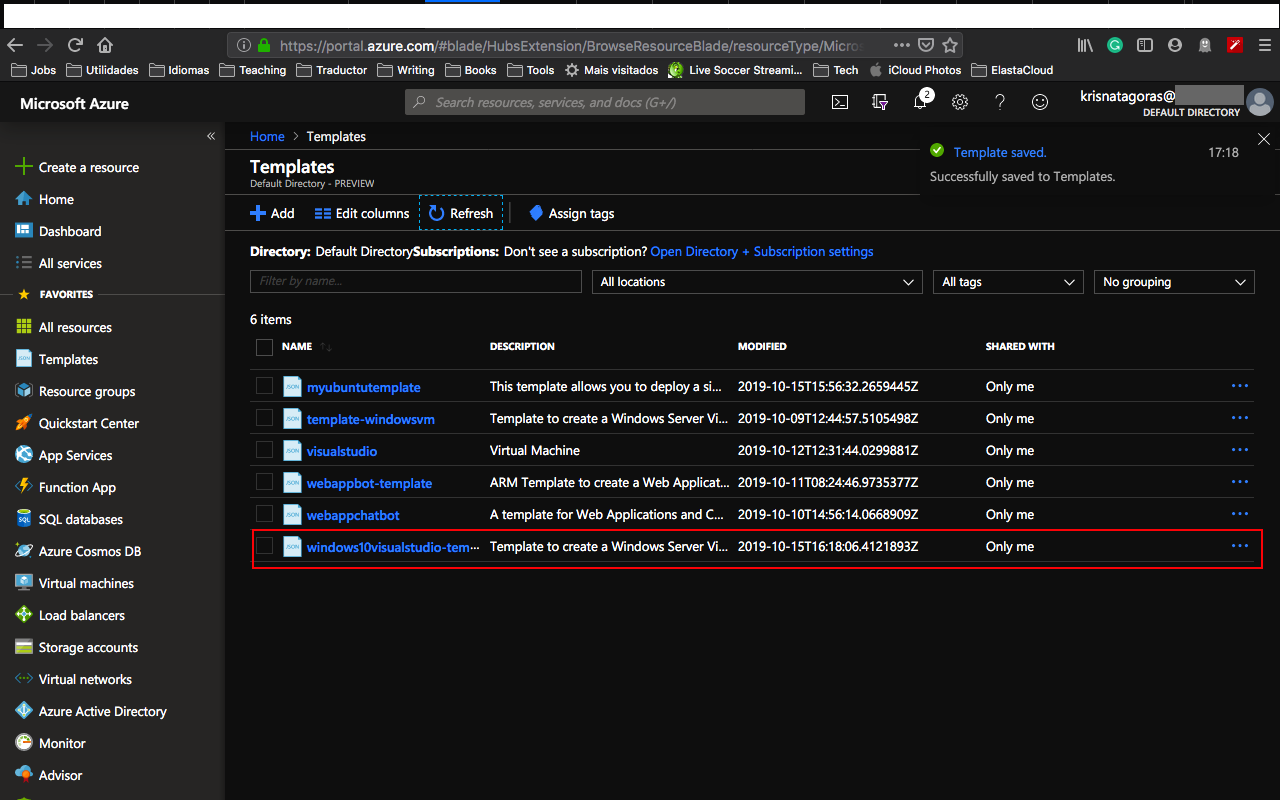 https://portal.azure.com/#blade/HubsExtension/BrowseResourceBlade/resourceType/Micro
Jobs Utilidades Idiomas Teaching Traductor Writing Books Tools Mais visitados Live Soccer Streami... Tech iCloud Photos ElastaCloud
Microsoft Azure
Search resources, services, and docs (G+/)
2
krisnatagoras@
DEFAULT DIRECTORY
«
Create a resource
Home
Dashboard
All services
FAVORITES
All resources
Templates
Resource groups
Quickstart Center
App Services
Function App
SQL databases
Azure Cosmos DB
Virtual machines
Load balancers
Storage accounts
Virtual networks
Azure Active Directory
Monitor
Advisor
Home > Templates
Templates
Default Directory - PREVIEW
Template saved. 17:18
Successfully saved to Templates.
Add Edit columns Refresh Assign tags
Directory: Default DirectorySubscriptions: Don't see a subscription? Open Directory + Subscription settings
Filter by name... All locations All tags No grouping
6 items
NAME DESCRIPTION MODIFIED SHARED WITH
myubuntutemplate This template allows you to deploy a si... 2019-10-15T15:56:32.2659445Z Only me
template-windowsvm Template to create a Windows Server Vi... 2019-10-09T12:44:57.5105498Z Only me
visualstudio Virtual Machine 2019-10-12T12:31:44.0299881Z Only me
webappbot-template ARM Template to create a Web Applicat... 2019-10-11T08:24:46.9735377Z Only me
webappchatbot A template for Web Applications and C... 2019-10-10T14:56:14.0668909Z Only me
windows10visualstudio-tem... Template to create a Windows Server Vi... 2019-10-15T16:18:06.4121893Z Only me